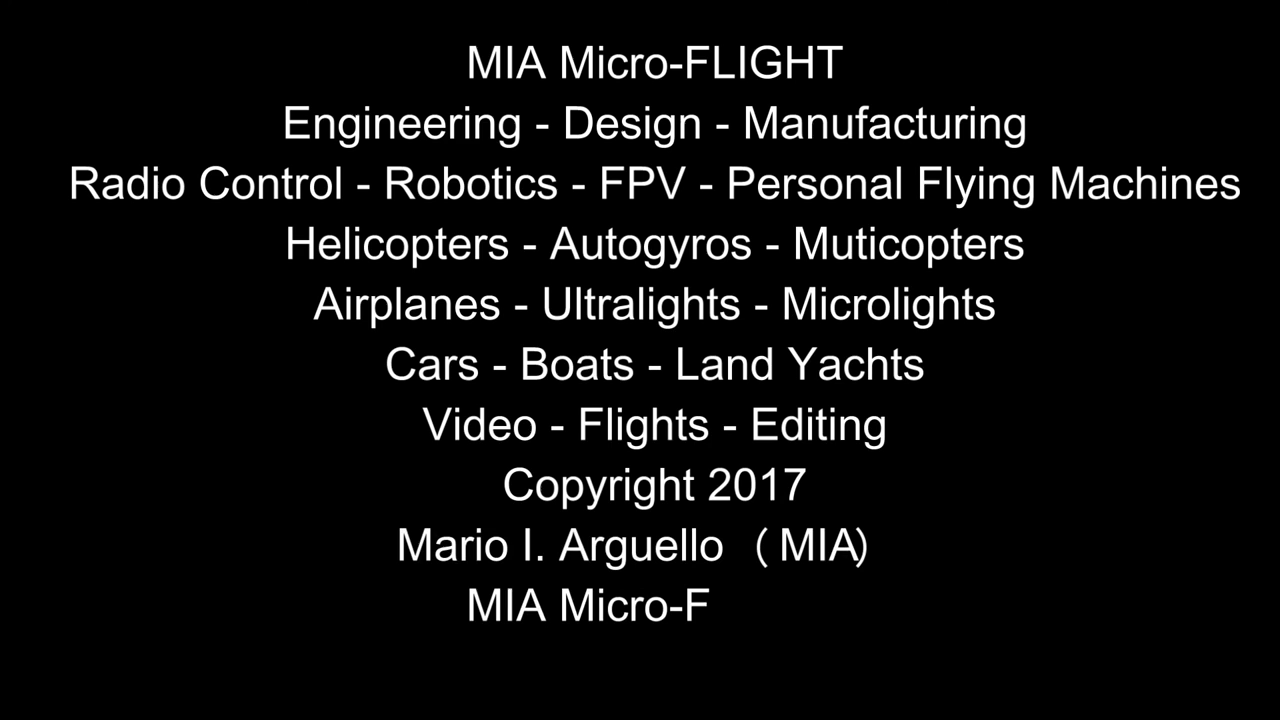 MIA Micro-FLIGHT
Engineering - Design - Manufacturing
Radio Control - Robotics - FPV - Personal Flying Machines
Helicopters - Autogyros - Muticopters
Airplanes - Ultralights - Microlights
Cars - Boats - Land Yachts
Video - Flights - Editing
Copyright 2017
Mario I. Arguello ( MIA)
MIA Micro-F